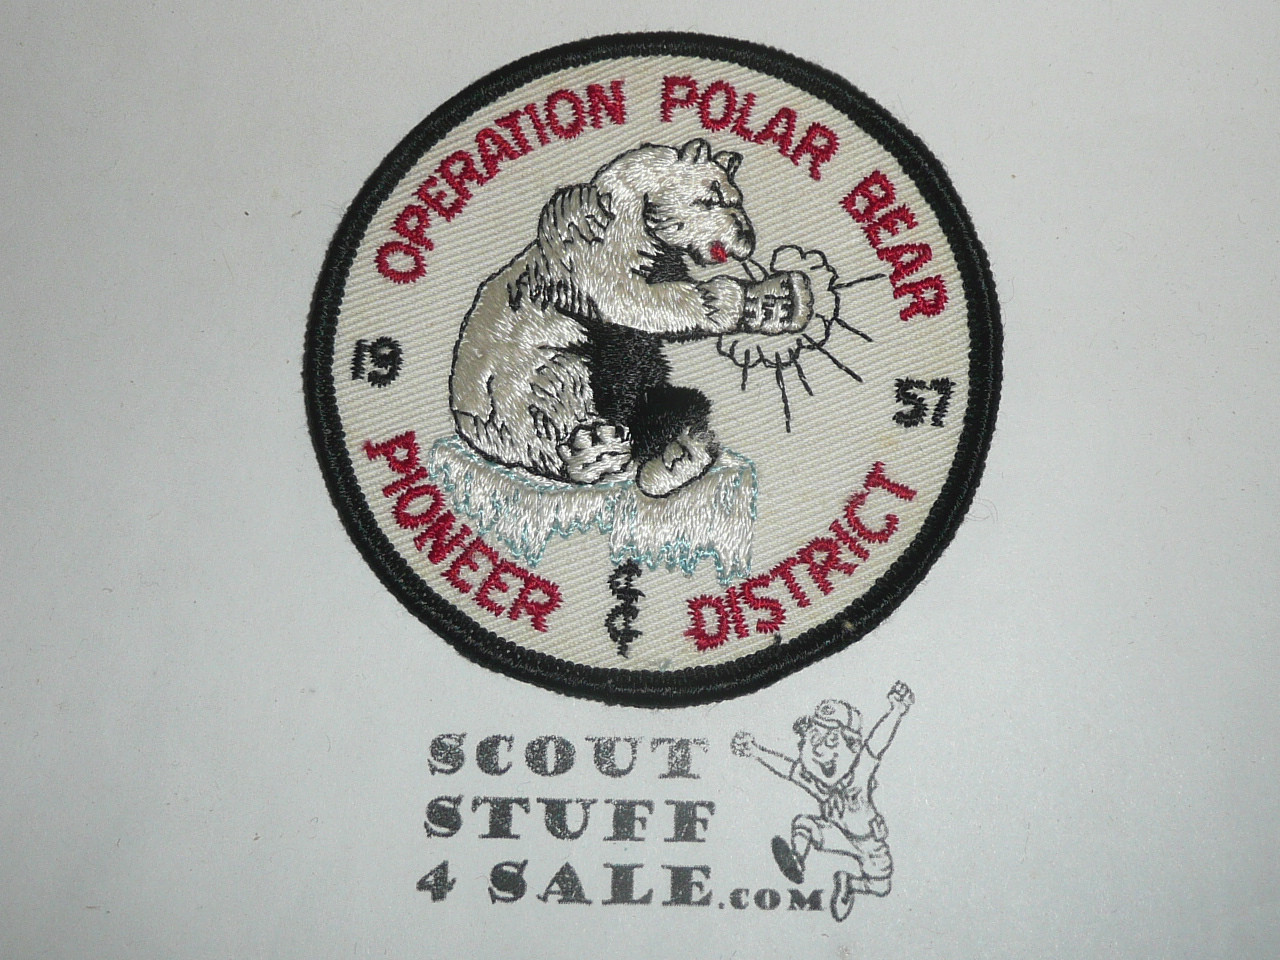 OPERATION POLAR BEAR
19 57
PIONEER DISTRICT
SCOUT
STUFF
4 SALE.COM